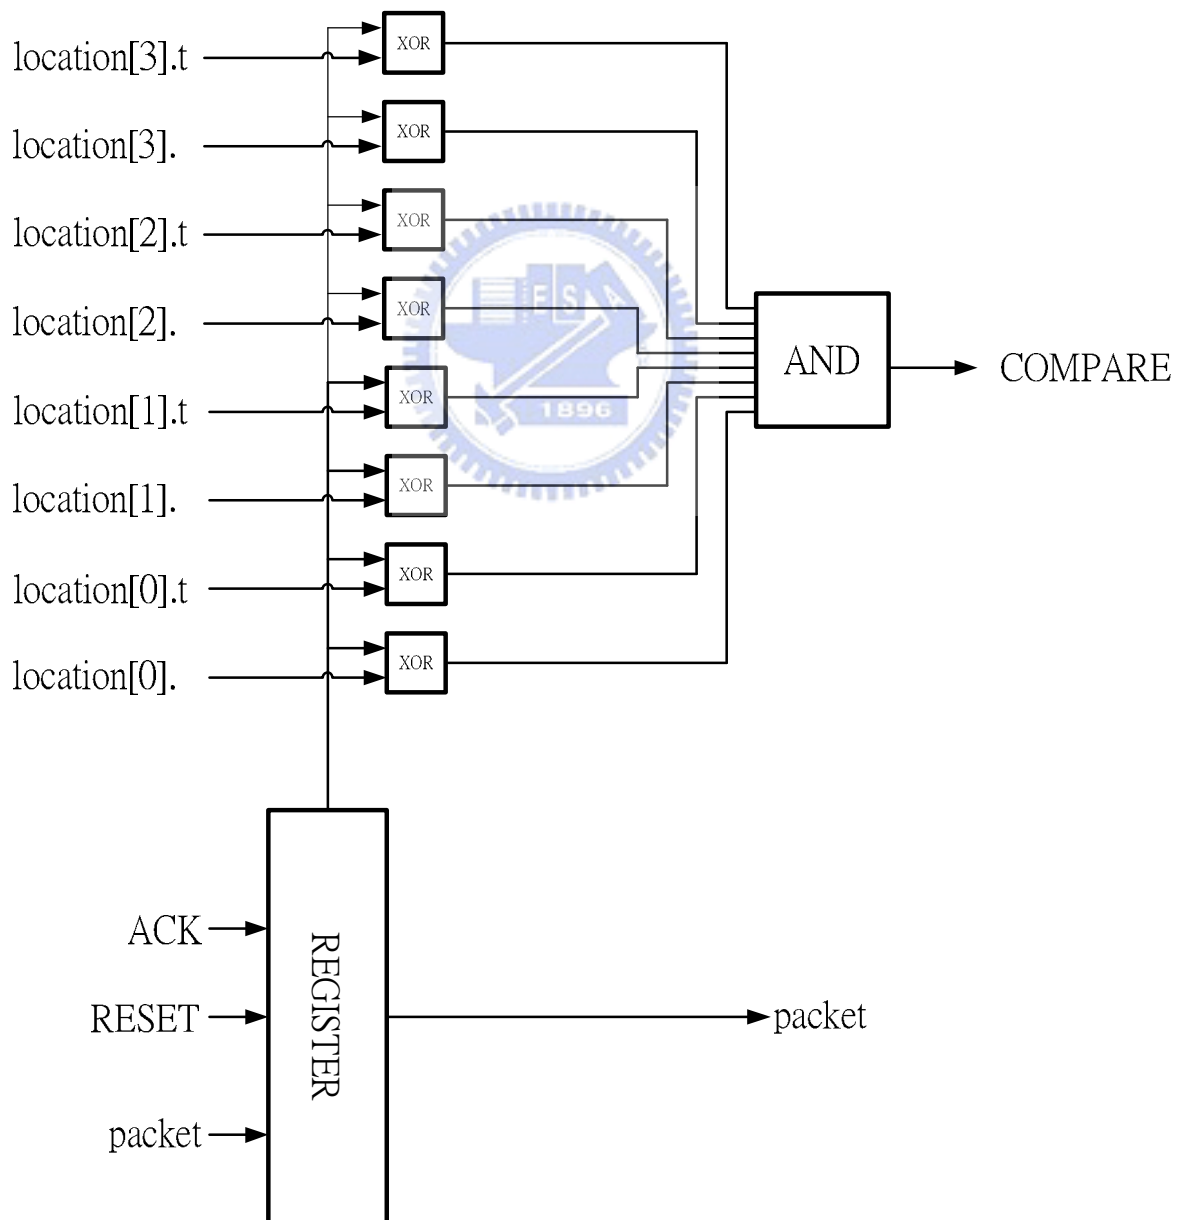 location[3].t
XOR
location[3].
XOR
location[2].t
XOR
location[2].
XOR
location[1].t
XOR
location[1].
XOR
location[0].t
XOR
location[0].
XOR
AND
COMPARE
E S A
1896
ACK
RESET
packet
REGISTER
packet